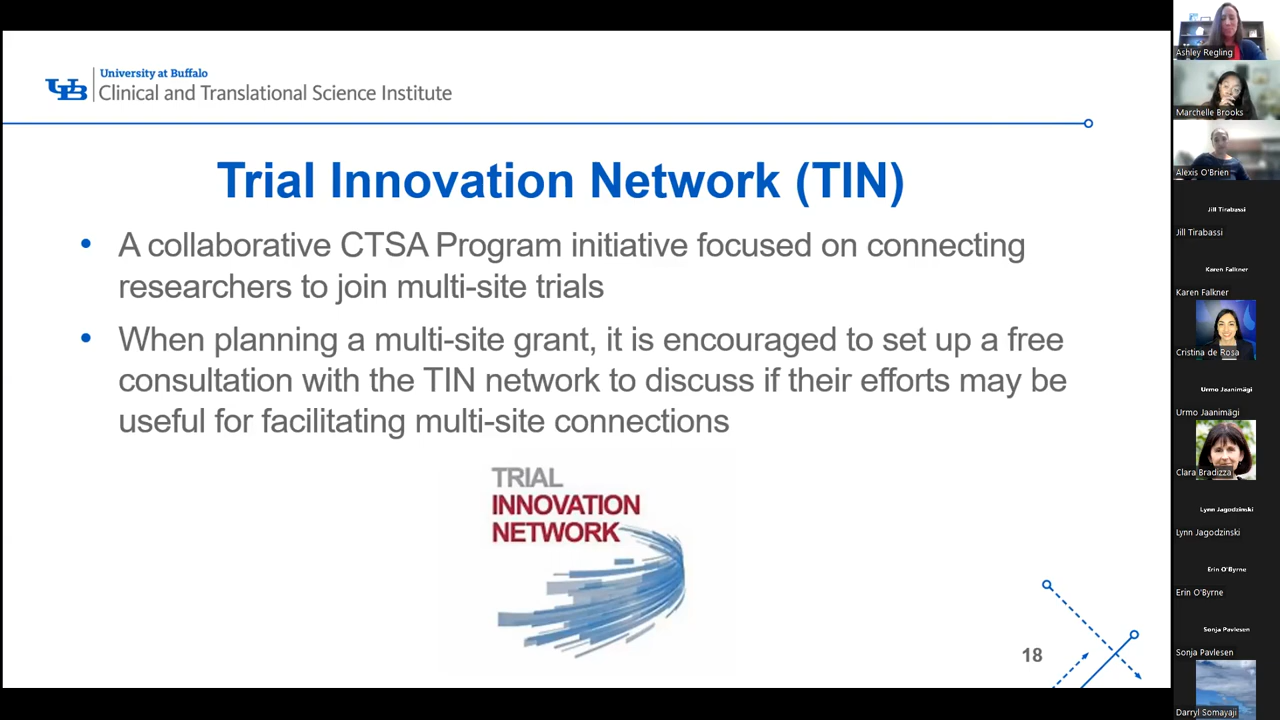 University at Buffalo
UB
Clinical and Translational Science Institute
Trial Innovation Network (TIN)
• A collaborative CTSA Program initiative focused on connecting
researchers to join multi-site trials
• When planning a multi-site grant, it is encouraged to set up a free
consultation with the TIN network to discuss if their efforts may be
useful for facilitating multi-site connections
TRIAL
INNOVATION
NETWORK
18
Ashley Regling
Marchelle Brooks
Alexis O'Brien
Jill Tirabassi
Jill Tirabassi
Karen Falkner
Karen Falkner
Cristina de Rosa
Urmo Jaanimägi
Urmo Jaanimägi
Clara Bradizza
Lynn Jagodzinski
Lynn Jagodzinski
Erin O'Byrne
Erin O'Byrne
Sonja Pavlesen
Sonja Pavlesen
Darryl Somayaji